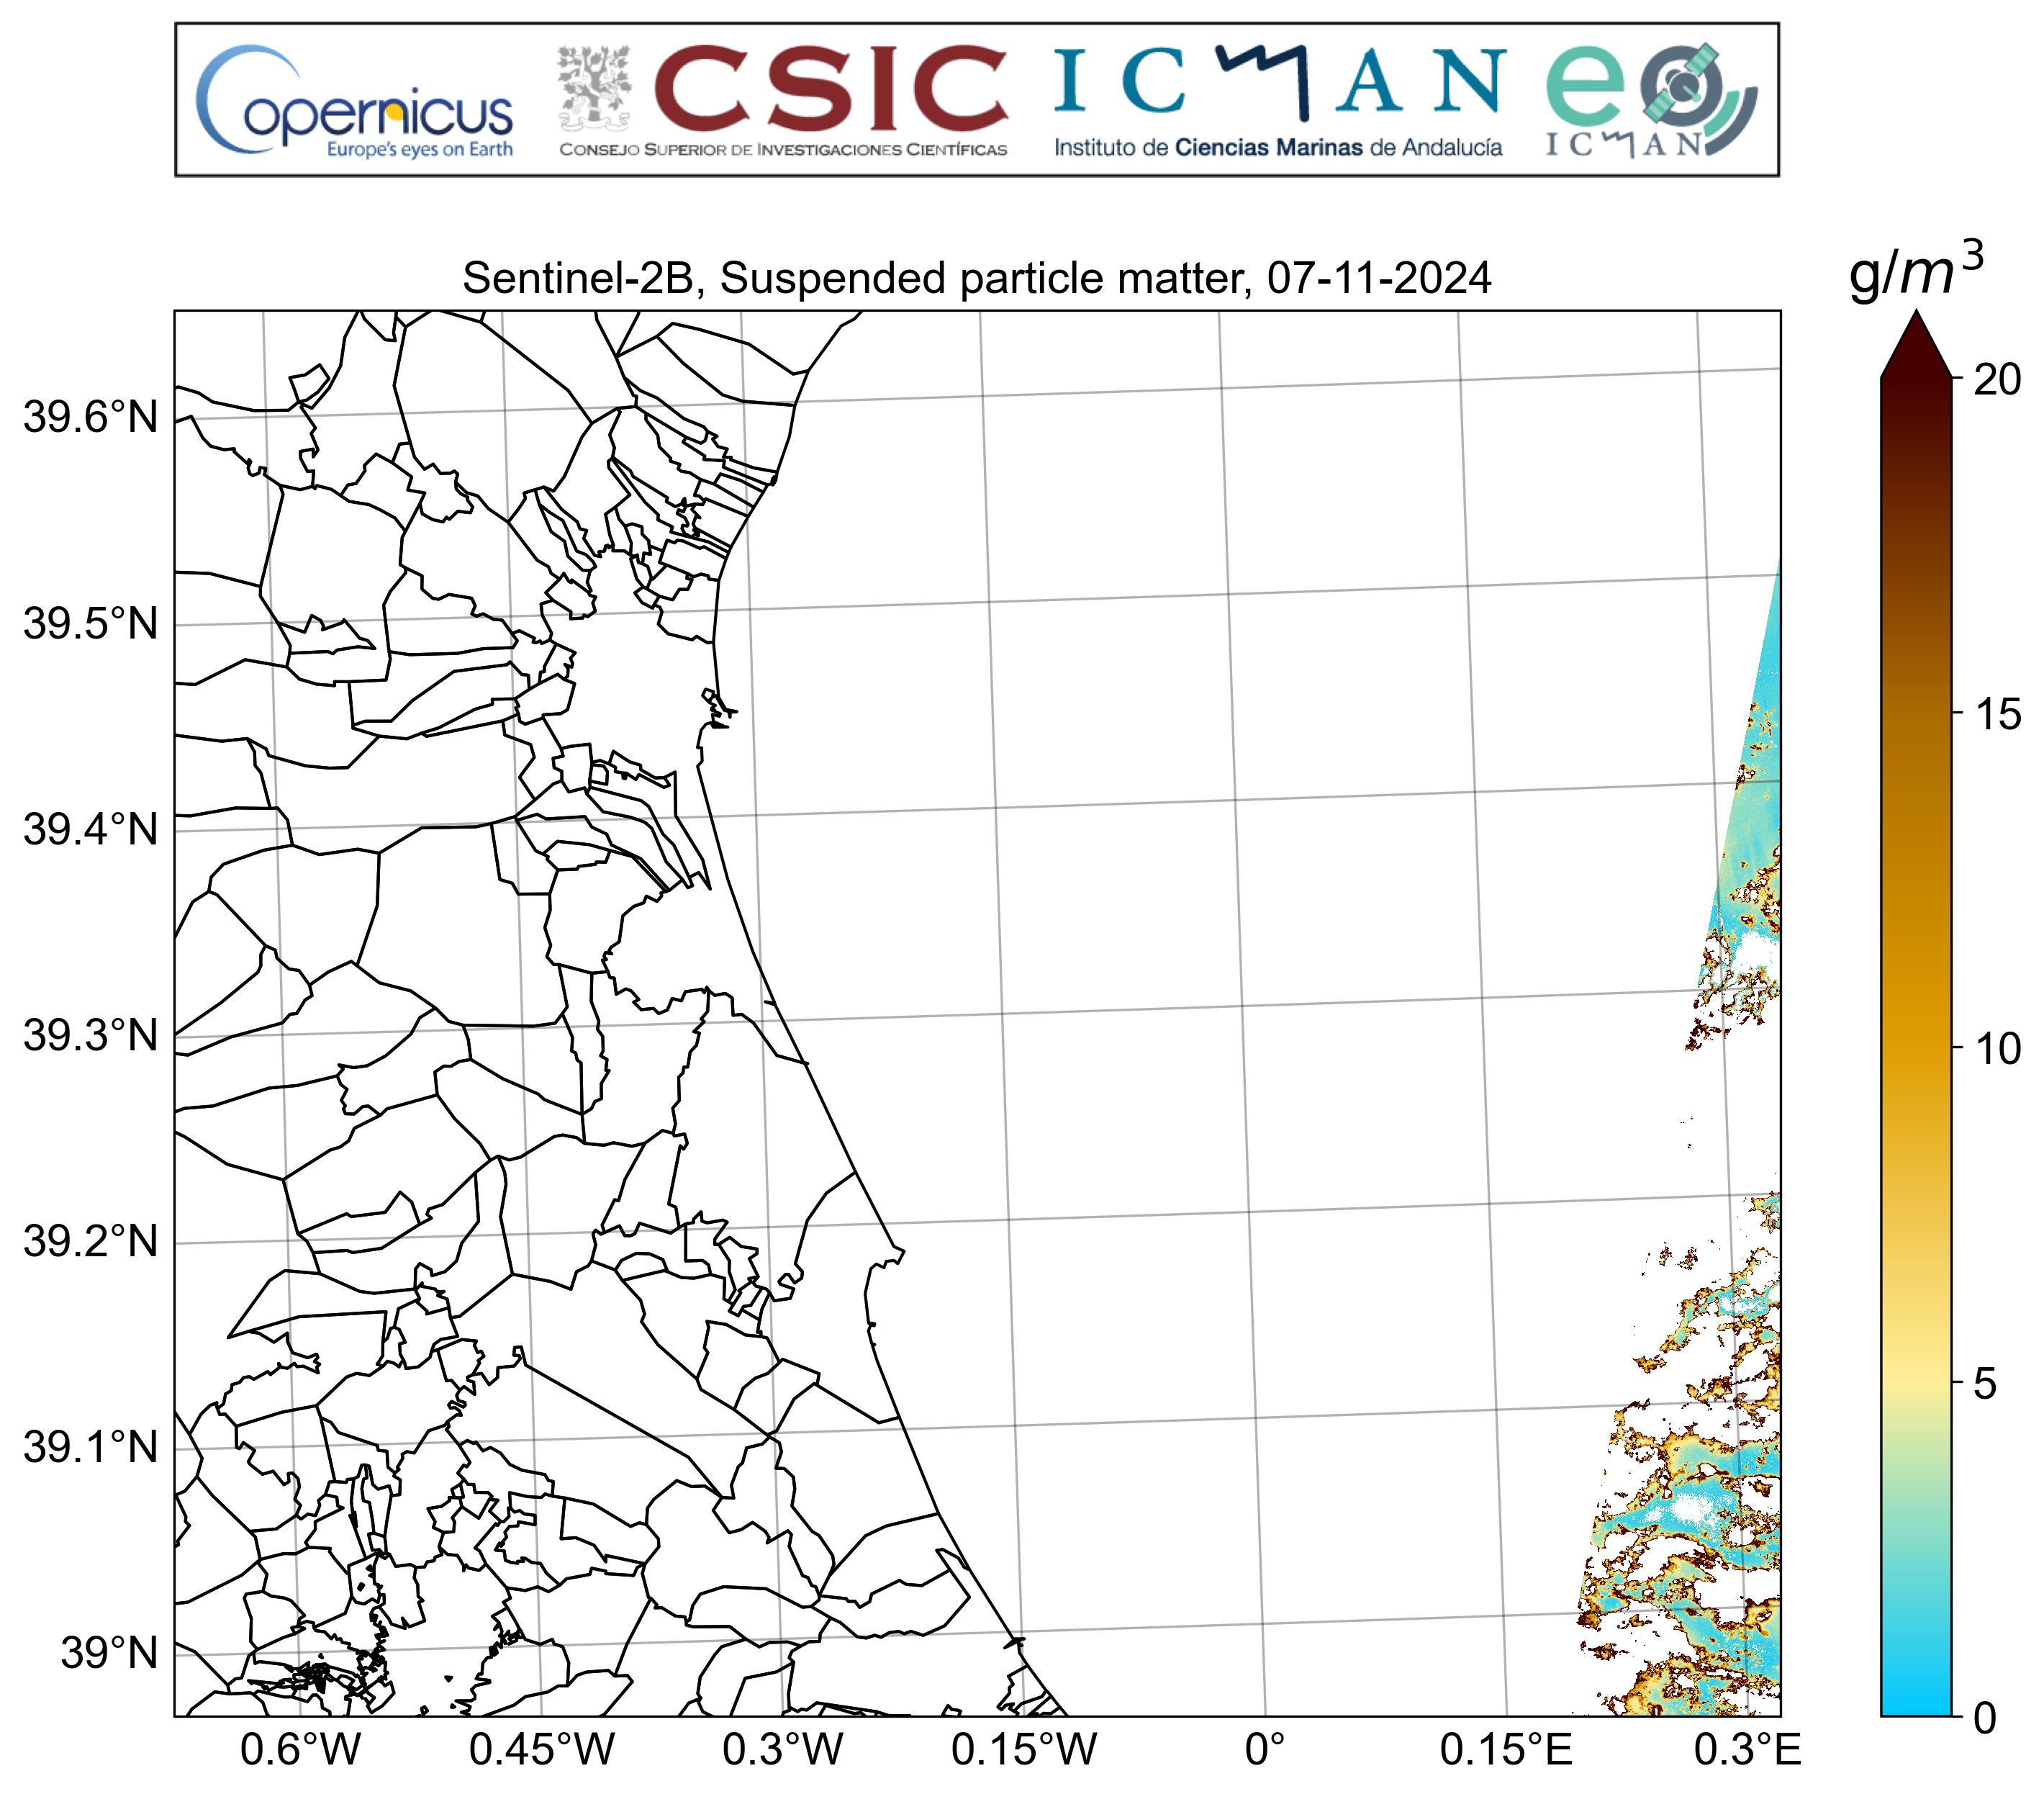 Copernicus
Europe's eyes on Earth
CSIC
CONSEJO SUPERIOR DE INVESTIGACIONES CIENTÍFICAS
ICMAN
Instituto de Ciencias Marinas de Andalucía
eo
ICMAN
Sentinel-2B, Suspended particle matter, 07-11-2024
g/m³
39.6°N
39.5°N
39.4°N
39.3°N
39.2°N
39.1°N
39°N
0.6°W 0.45°W 0.3°W 0.15°W 0° 0.15°E 0.3°E
20
15
10
5
0